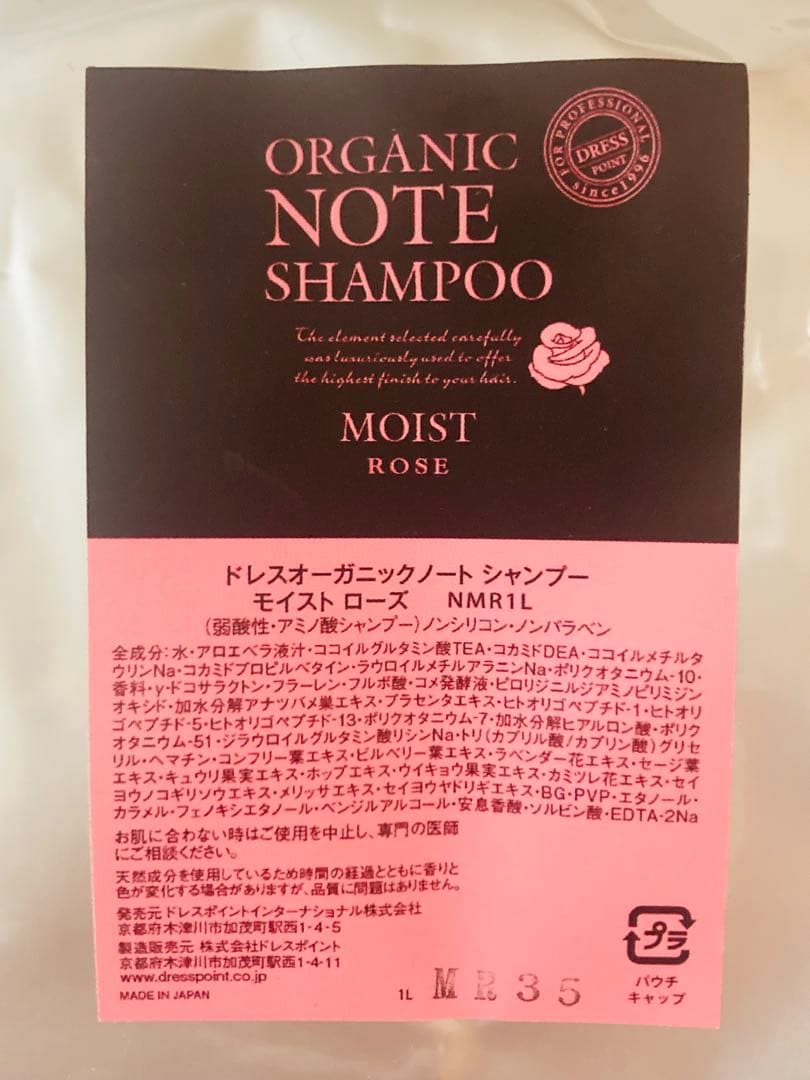 ORGANIC
NOTE
SHAMPOO
FOR PROFESSIONAL
DRESS
POINT
since1996
The element selected carefully
was luxuriously used to offer
the highest finish to your hair.
MOIST
ROSE
ドレスオーガニックノート シャンプー
モイスト ローズ NMR1L
(弱酸性・アミノ酸シャンプー)ノンシリコン・ノンパラベン
全成分:水・アロエベラ液汁・ココイルグルタミン酸TEA・コカミドDEA・ココイルメチルタ
ウリンNa・コカミドプロピルベタイン・ラウロイルメチルアラニンNa・ポリクオタニウム-10・
香料・γ-ドコサラクトン・フラーレン・フルボ酸・コメ発酵液・ピロリジニルジアミノピリミジン
オキシド・加水分解アナツバメ巣エキス・プラセンタエキス・ヒトオリゴペプチド-1・ヒトオリ
ゴペプチド-5・ヒトオリゴペプチド-13・ポリクオタニウム-7・加水分解ヒアルロン酸・ポリク
オタニウム-51・ジラウロイルグルタミン酸リシンNa・トリ(カプリル酸/カプリン酸)グリセ
リル・ヘマチン・コンフリー葉エキス・ビルベリー葉エキス・ラベンダー花エキス・セージ葉
エキス・キュウリ果実エキス・ホップエキス・ウイキョウ果実エキス・カミツレ花エキス・セイ
ヨウノコギリソウエキス・メリッサエキス・セイヨウヤドリギエキス・BG・PVP・エタノール・
カラメル・フェノキシエタノール・ベンジルアルコール・安息香酸・ソルビン酸・EDTA-2Na
お肌に合わない時はご使用を中止し、専門の医師
にご相談ください。
天然成分を使用しているため時間の経過とともに香りと
色が変化する場合がありますが、品質に問題はありません。
発売元 ドレスポイントインターナショナル株式会社
京都府木津川市加茂町駅西1-4-5
製造販売元 株式会社ドレスポイント
京都府木津川市加茂町駅西1-4-11
www.dresspoint.co.jp
MADE IN JAPAN
1L MR35
プラ
パウチ
キャップ